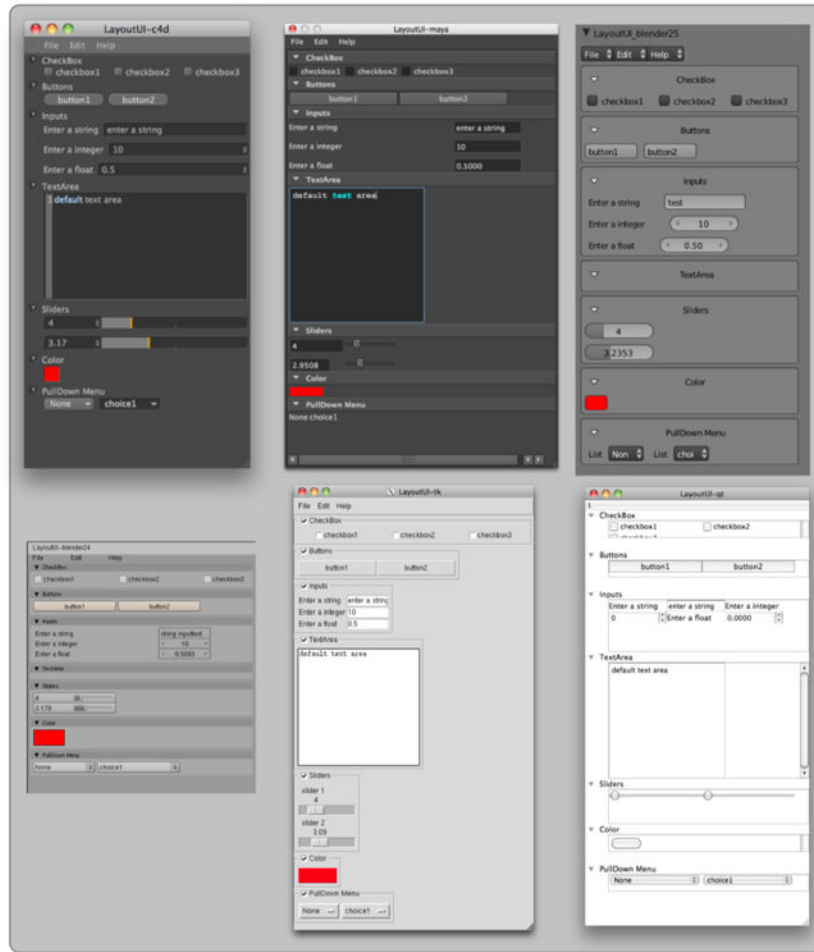 LayoutUI-c4d
File Edit Help
CheckBox
checkbox1 checkbox2 checkbox3
Buttons
button1 button2
Inputs
Enter a string enter a string
Enter a integer 10
Enter a float 0.5
TextArea
1 default text area
Sliders
4
3.17
Color
PullDown Menu
None choice1
LayoutUI-maya
File Edit Help
CheckBox
checkbox1 checkbox2 checkbox3
Buttons
button1 button2
Inputs
Enter a string enter a string
Enter a integer 10
Enter a float 0.5000
TextArea
default text area
Sliders
4
2.9508
Color
PullDown Menu
None choice1
LayoutUI_blender25
File Edit Help
CheckBox
checkbox1 checkbox2 checkbox3
Buttons
button1 button2
Inputs
Enter a string test
Enter a integer 10
Enter a float 0.50
TextArea
Sliders
4
3.2353
Color
PullDown Menu
List Non List choi
LayoutUI-blender24
File Edit Help
CheckBox
checkbox1 checkbox2 checkbox2
Buttons
button1 button2
Inputs
Enter a string string inputtest
Enter a integer 10
Enter a float 0.5000
TextArea
Sliders
4
3.179
Color
PullDown Menu
None choice1
LayoutUI-tk
File Edit Help
CheckBox
checkbox1 checkbox2 checkbox3
Buttons
button1 button2
Inputs
Enter a string enter a string
Enter a integer 10
Enter a float 0.5
TextArea
default text area
Sliders
slider 1
4
slider 2
3.09
Color
PullDown Menu
None choice1
LayoutUI-qt
1
CheckBox
checkbox1 checkbox2
Buttons
button1 button2
Inputs
Enter a string enter a string Enter a integer
0 Enter a float 0.0000
TextArea
default text area
Sliders
Color
PullDown Menu
None choice1